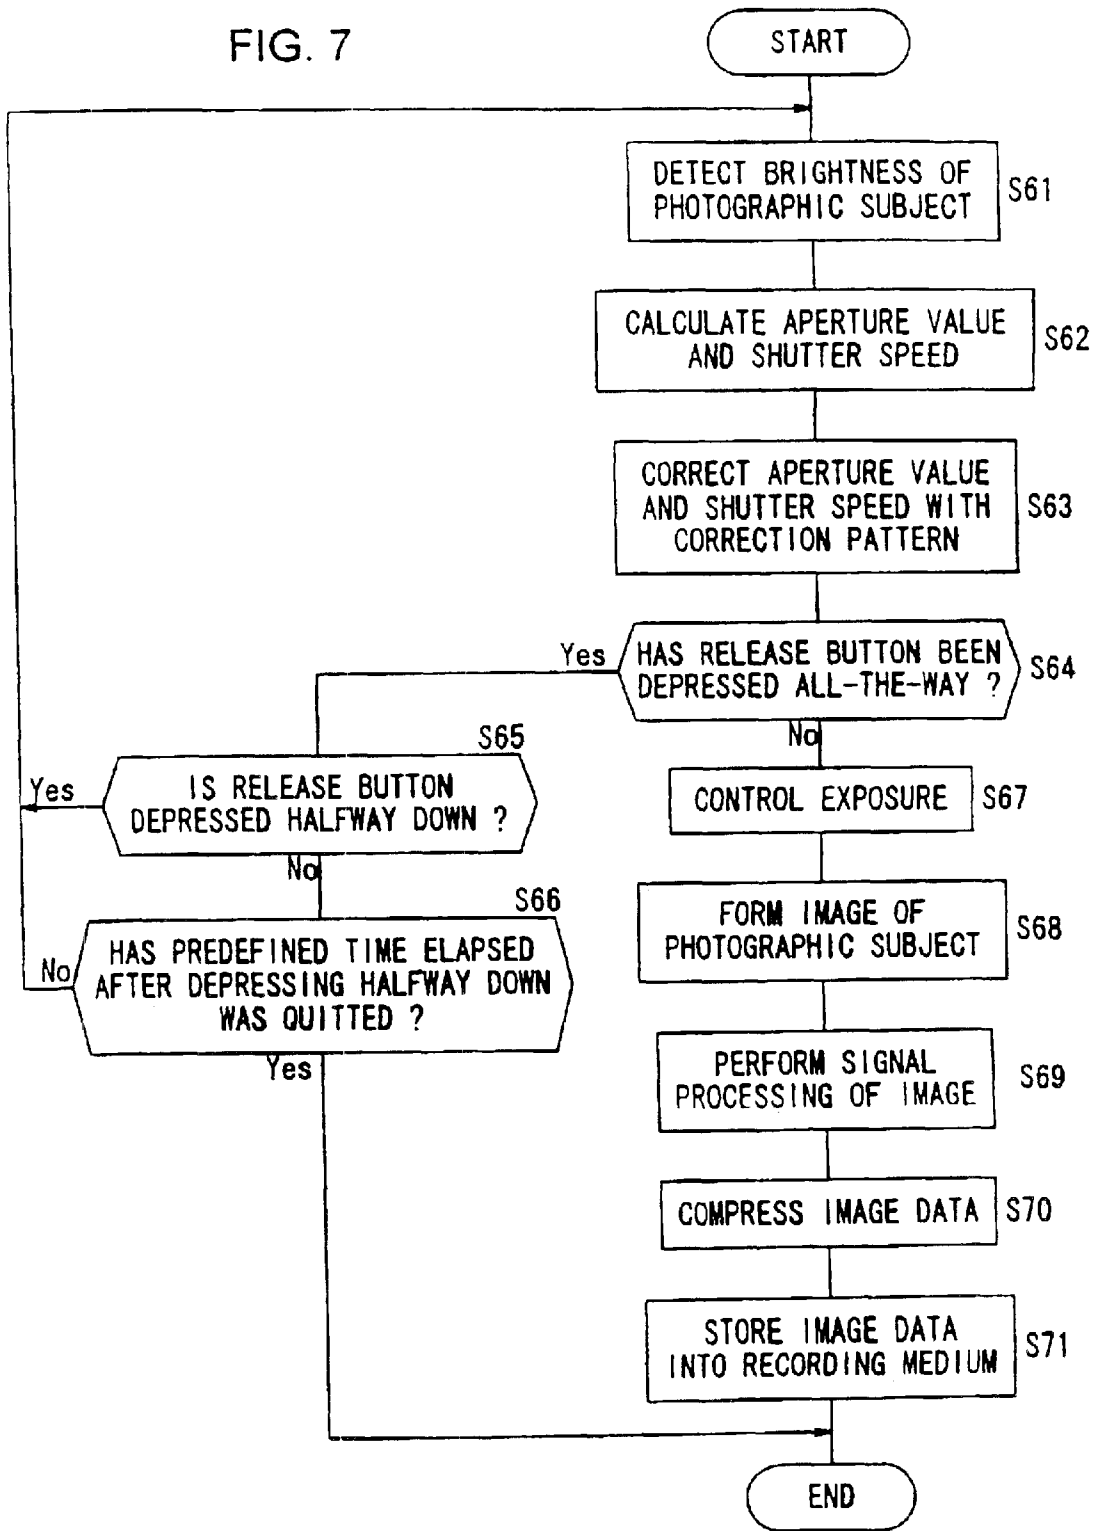 FIG. 7
START
DETECT BRIGHTNESS OF
PHOTOGRAPHIC SUBJECT
S61
CALCULATE APERTURE VALUE
AND SHUTTER SPEED
S62
CORRECT APERTURE VALUE
AND SHUTTER SPEED WITH
CORRECTION PATTERN
S63
HAS RELEASE BUTTON BEEN
DEPRESSED ALL-THE-WAY ?
S64
Yes
No
S65
IS RELEASE BUTTON
DEPRESSED HALFWAY DOWN ?
Yes
No
S66
HAS PREDEFINED TIME ELAPSED
AFTER DEPRESSING HALFWAY DOWN
WAS QUITTED ?
No
Yes
CONTROL EXPOSURE
S67
FORM IMAGE OF
PHOTOGRAPHIC SUBJECT
S68
PERFORM SIGNAL
PROCESSING OF IMAGE
S69
COMPRESS IMAGE DATA
S70
STORE IMAGE DATA
INTO RECORDING MEDIUM
S71
END